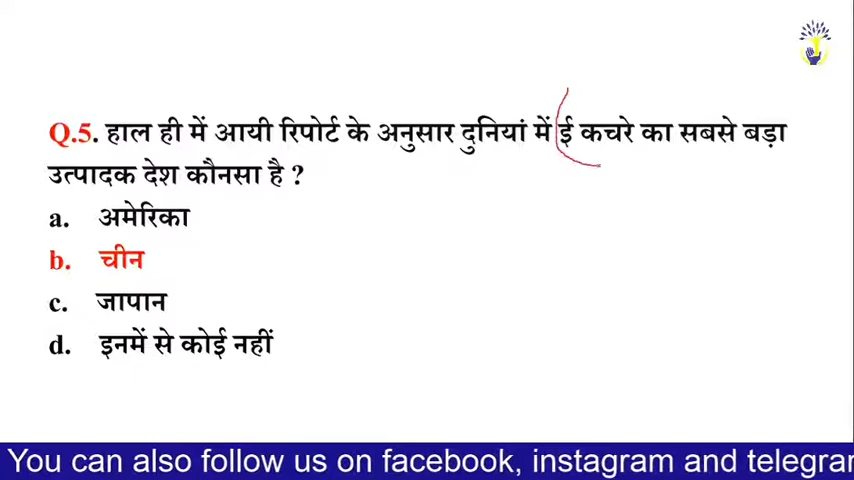 Q.5. हाल ही में आयी रिपोर्ट के अनुसार दुनियां में ई कचरे का सबसे बड़ा
उत्पादक देश कौनसा है ?
a. अमेरिका
b. चीन
c. जापान
d. इनमें से कोई नहीं
You can also follow us on facebook, instagram and telegram